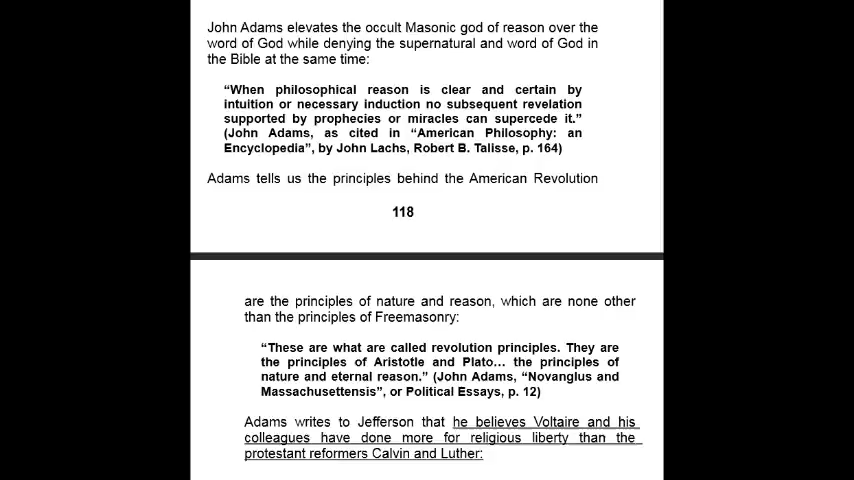 John Adams elevates the occult Masonic god of reason over the
word of God while denying the supernatural and word of God in
the Bible at the same time:
“When philosophical reason is clear and certain by
intuition or necessary induction no subsequent revelation
supported by prophecies or miracles can supercede it.”
(John Adams, as cited in “American Philosophy: an
Encyclopedia”, by John Lachs, Robert B. Talisse, p. 164)
Adams tells us the principles behind the American Revolution
118
are the principles of nature and reason, which are none other
than the principles of Freemasonry:
“These are what are called revolution principles. They are
the principles of Aristotle and Plato… the principles of
nature and eternal reason.” (John Adams, “Novanglus and
Massachusettensis”, or Political Essays, p. 12)
Adams writes to Jefferson that he believes Voltaire and his
colleagues have done more for religious liberty than the
protestant reformers Calvin and Luther: